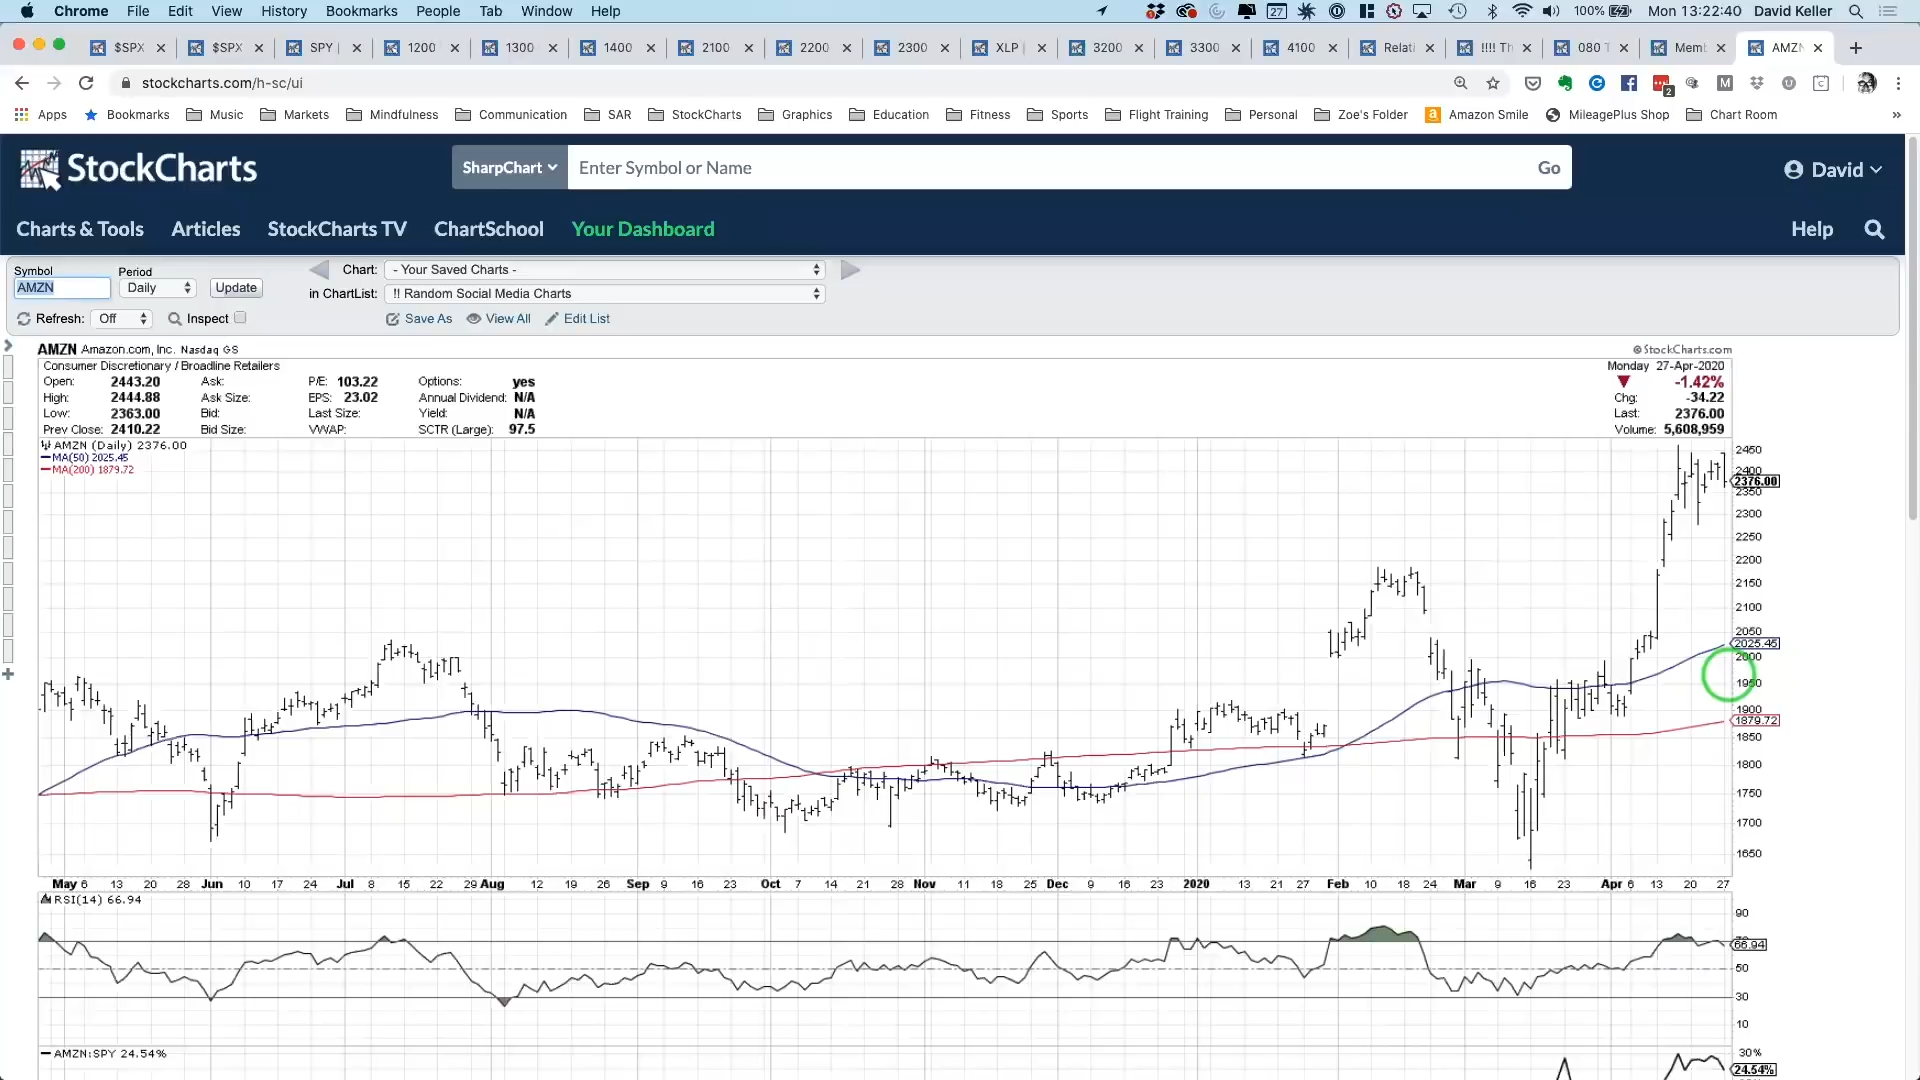 Chrome File Edit View History Bookmarks People Tab Window Help 27 100% Mon 13:22:40 David Keller
$SPX $SPX SPY 1200 1300 1400 2100 2200 2300 XLP 3200 3300 4100 Relati !!!! Th 080 T Mem AMZN
stockcharts.com/h-sc/ui
Apps Bookmarks Music Markets Mindfulness Communication SAR StockCharts Graphics Education Fitness Sports Flight Training Personal Zoe's Folder Amazon Smile MileagePlus Shop Chart Room »
StockCharts SharpChart Enter Symbol or Name Go David
Charts & Tools Articles StockCharts TV ChartSchool Your Dashboard Help
Symbol Period Chart: - Your Saved Charts -
AMZN Daily Update in ChartList: !! Random Social Media Charts
Refresh: Off Inspect Save As View All Edit List
AMZN Amazon.com, Inc. Nasdaq GS ©StockCharts.com
Consumer Discretionary / Broadline Retailers Monday 27-Apr-2020
Open: 2443.20 Ask: P/E: 103.22 Options: yes -1.42%
High: 2444.88 Ask Size: EPS: 23.02 Annual Dividend: N/A Chg: -34.22
Low: 2363.00 Bid: Last Size: Yield: N/A Last: 2376.00
Prev Close: 2410.22 Bid Size: VWAP: SCTR (Large): 97.5 Volume: 5,608,959
AMZN (Daily) 2376.00
MA(50) 2025.45
MA(200) 1879.72
2450
2400
2376.00
2350
2300
2250
2200
2150
2100
2050
2025.45
2000
1950
1900
1879.72
1850
1800
1750
1700
1650
May 6 13 20 28 Jun 10 17 24 Jul 8 15 22 29 Aug 12 19 26 Sep 9 16 23 Oct 7 14 21 28 Nov 11 18 25 Dec 9 16 23 2020 13 21 27 Feb 10 18 24 Mar 9 16 23 Apr 6 13 20 27
RSI(14) 66.94
90
66.94
50
30
10
AMZN:SPY 24.54%
30%
24.54%